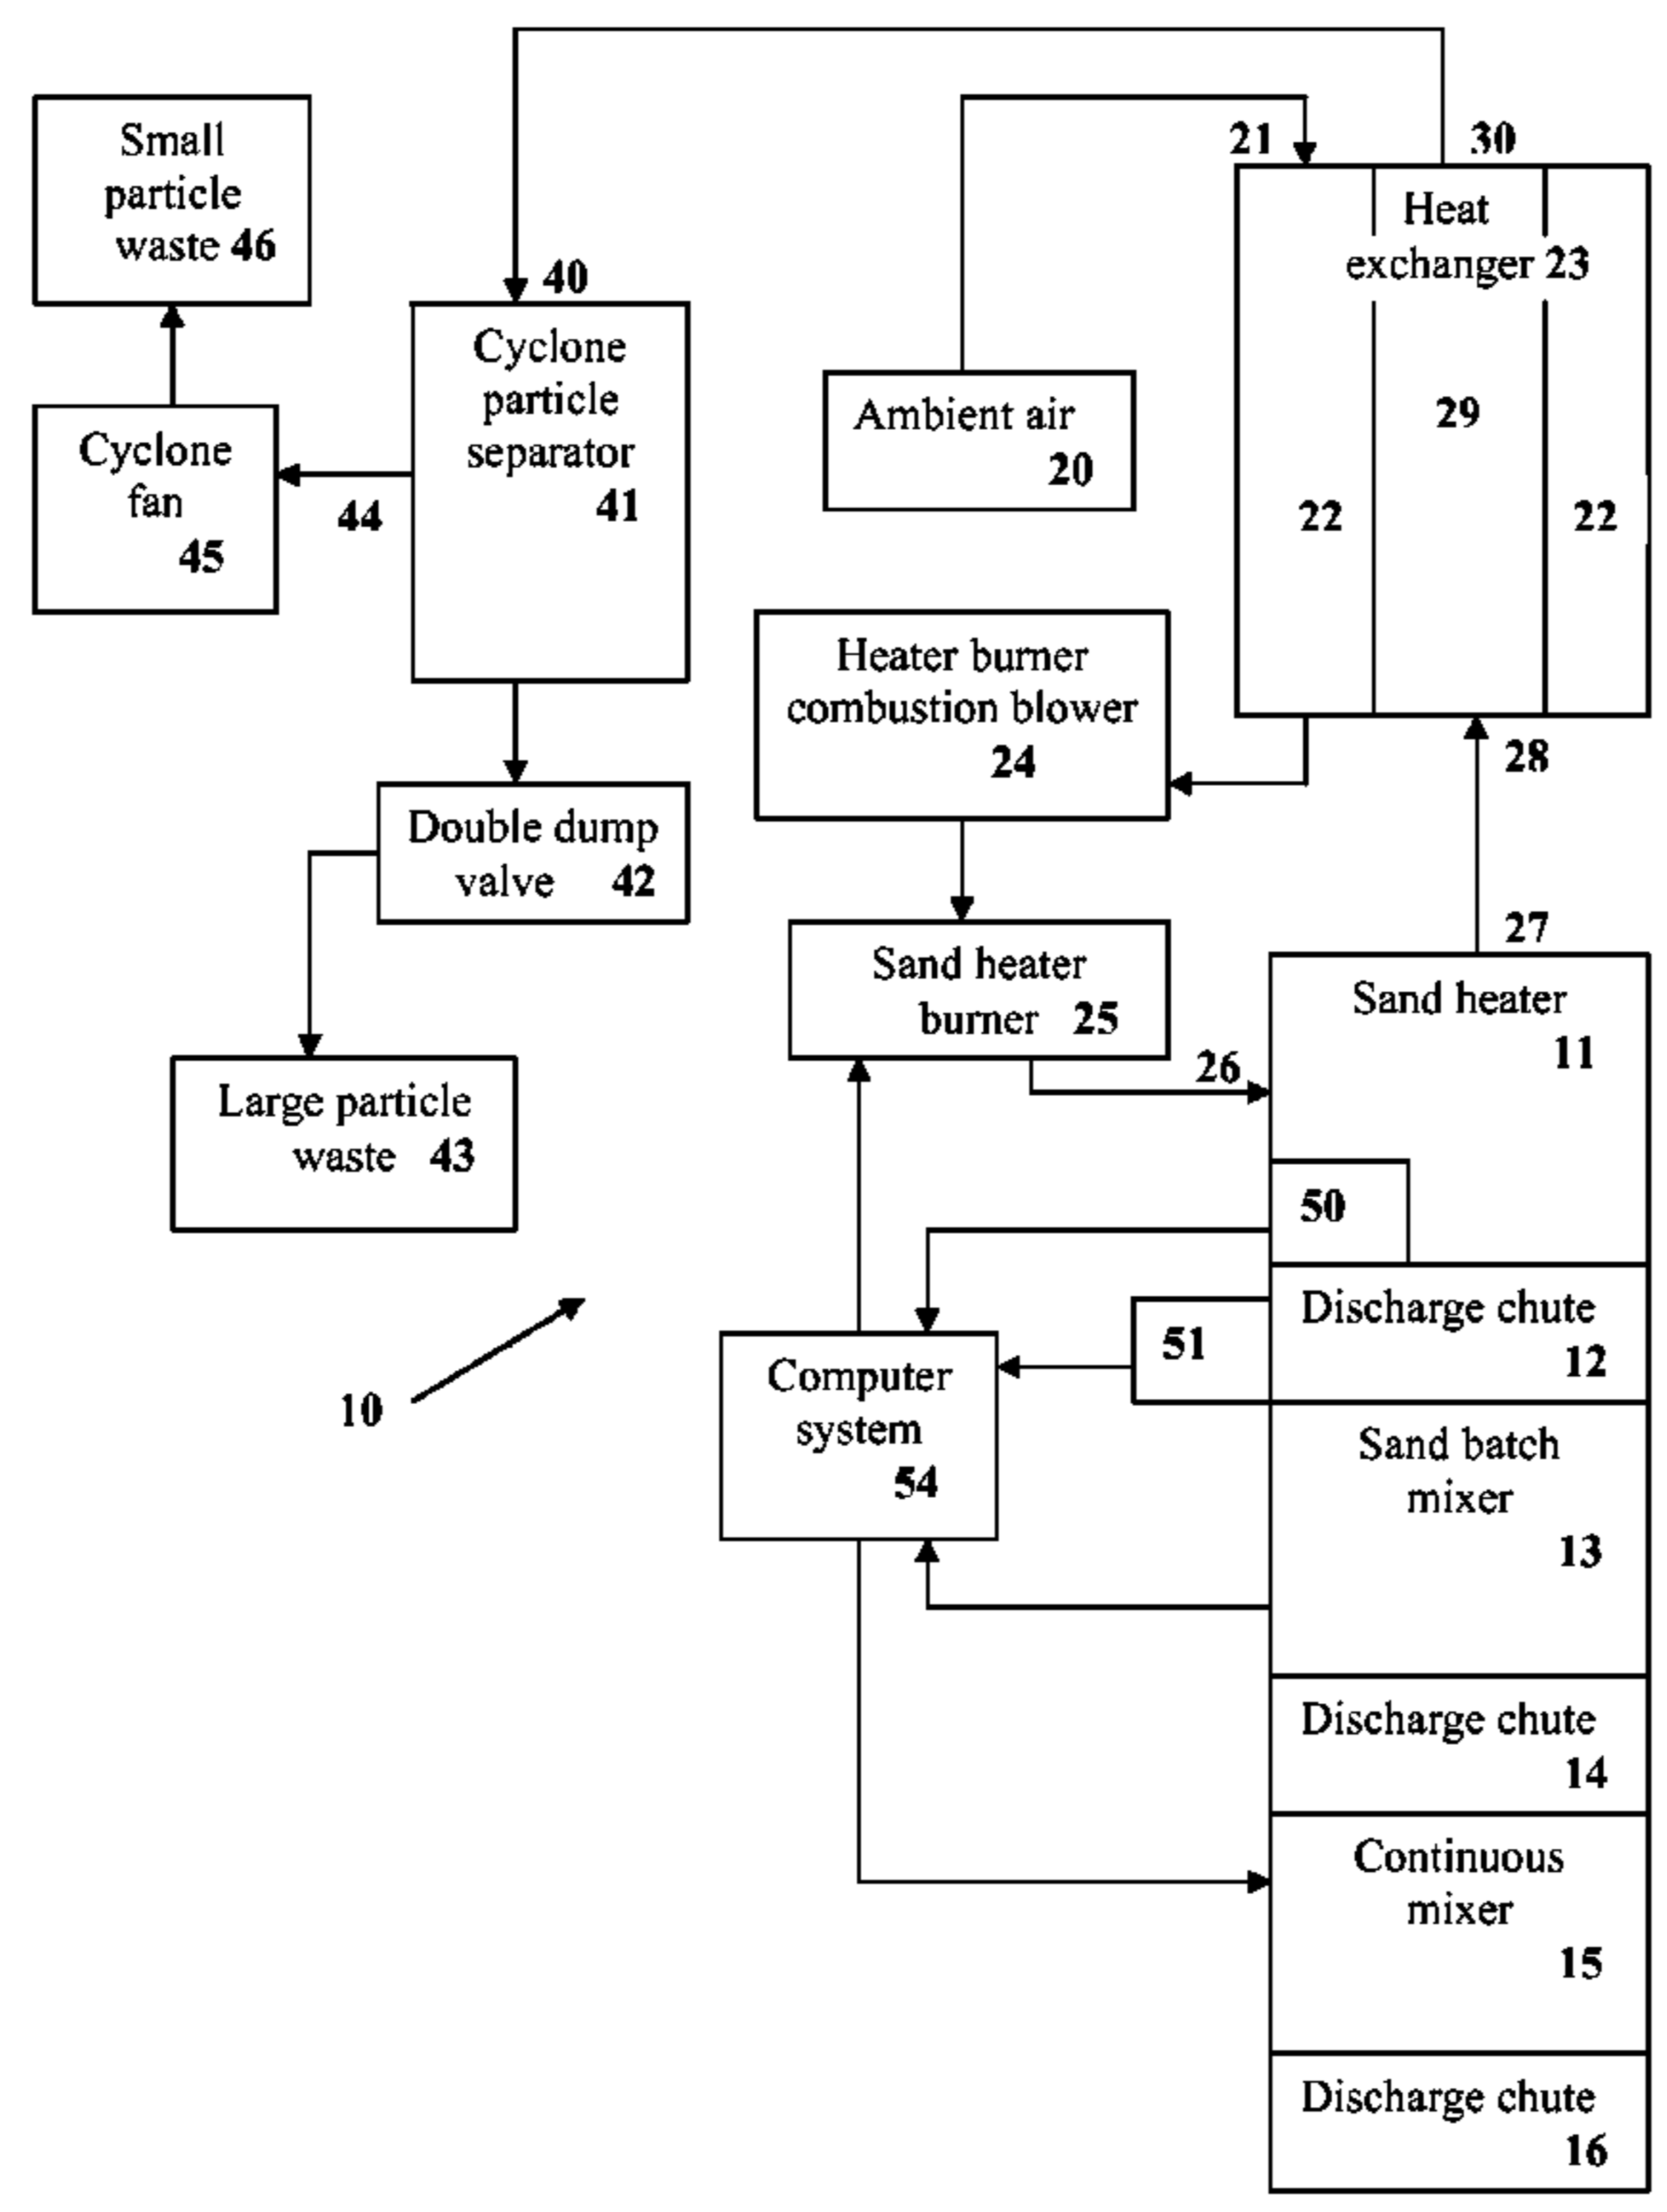 21
30
Small
particle
waste 46
Heat
exchanger 23
40
Cyclone
particle
separator
41
Ambient air
20
29
22
22
Cyclone
fan
45
44
Heater burner
combustion blower
24
28
Double dump
valve 42
27
Sand heater
burner 25
Sand heater
11
26
Large particle
waste 43
50
Discharge chute
12
51
10
Computer
system
54
Sand batch
mixer
13
Discharge chute
14
Continuous
mixer
15
Discharge chute
16